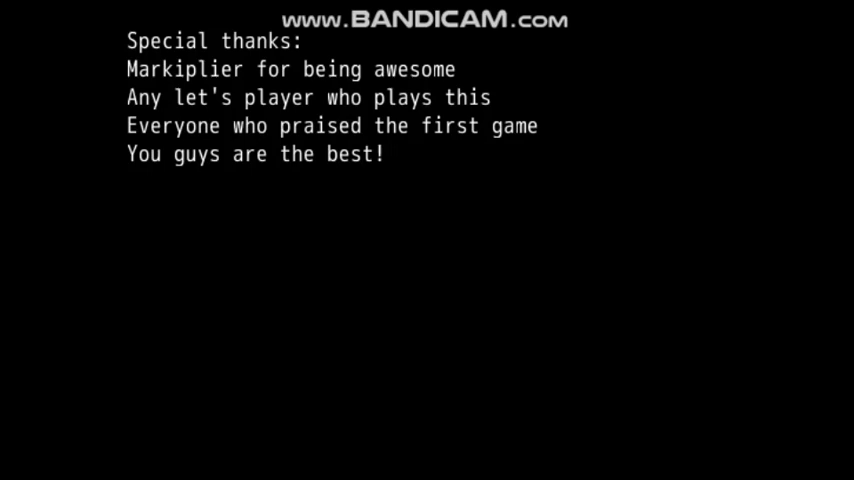 www.BANDICAM.com
Special thanks:
Markiplier for being awesome
Any let's player who plays this
Everyone who praised the first game
You guys are the best!